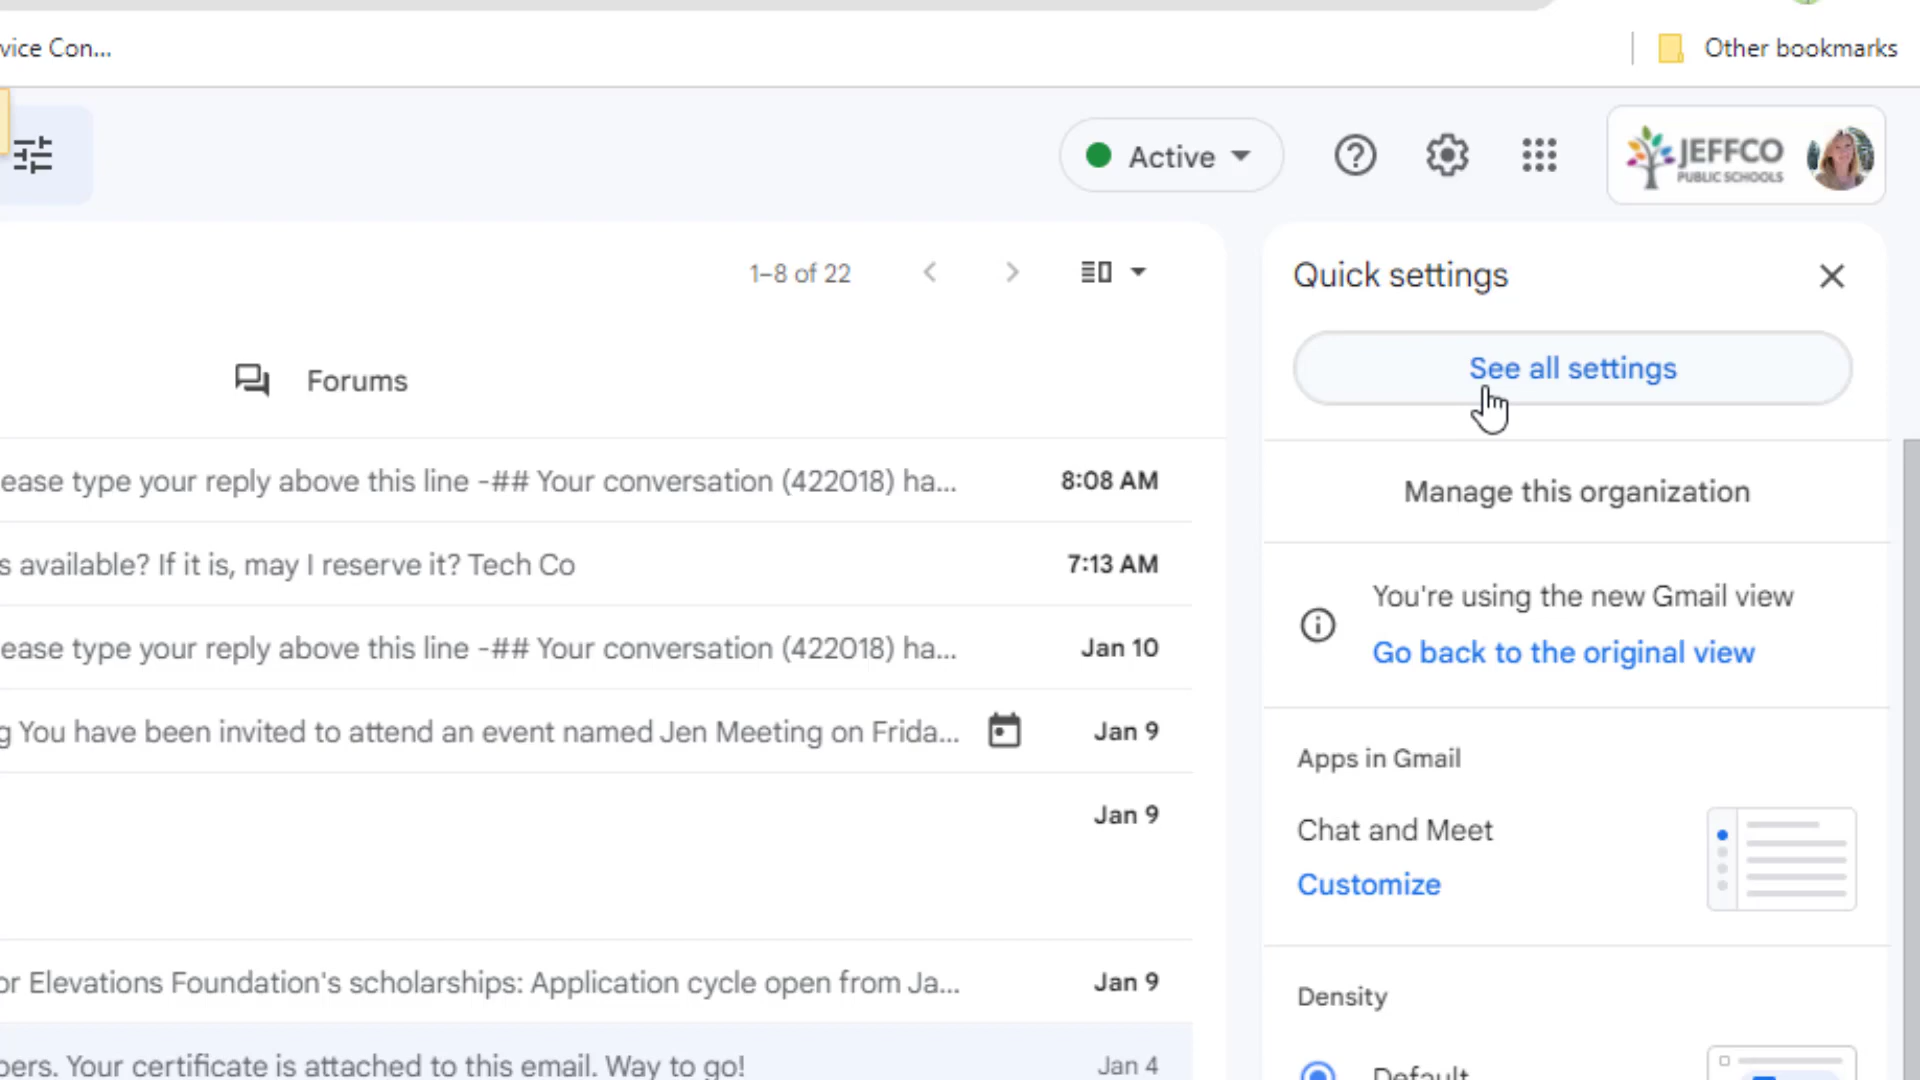 vice Con...
Other bookmarks
Active
JEFFCO
PUBLIC SCHOOLS
1–8 of 22
Quick settings
See all settings
Forums
ease type your reply above this line -## Your conversation (422018) ha...
8:08 AM
Manage this organization
s available? If it is, may I reserve it? Tech Co
7:13 AM
You're using the new Gmail view
Go back to the original view
ease type your reply above this line -## Your conversation (422018) ha...
Jan 10
g You have been invited to attend an event named Jen Meeting on Frida...
Jan 9
Apps in Gmail
Chat and Meet
Customize
Jan 9
or Elevations Foundation's scholarships: Application cycle open from Ja...
Jan 9
Density
Default
bers. Your certificate is attached to this email. Way to go!
Jan 4